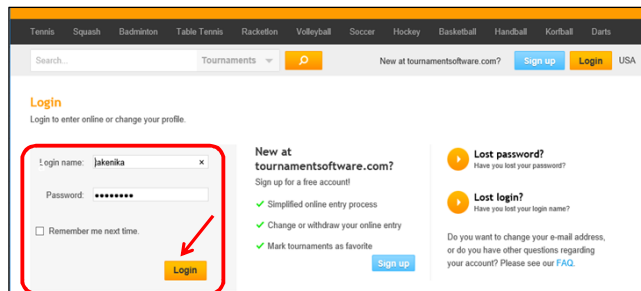 Tennis Squash Badminton Table Tennis Racketlon Volleyball Soccer Hockey Basketball Handball Korfball Darts
Search... Tournaments New at tournamentsoftware.com? Sign up Login USA
Login
Login to enter online or change your profile.
Login name: jakenika ×
Password: ••••••••
Remember me next time.
Login
New at
tournamentsoftware.com?
Sign up for a free account!
Simplified online entry process
Change or withdraw your online entry
Mark tournaments as favorite
Sign up
Lost password?
Have you lost your password?
Lost login?
Have you lost your login name?
Do you want to change your e-mail address,
or do you have other questions regarding
your account? Please see our FAQ.